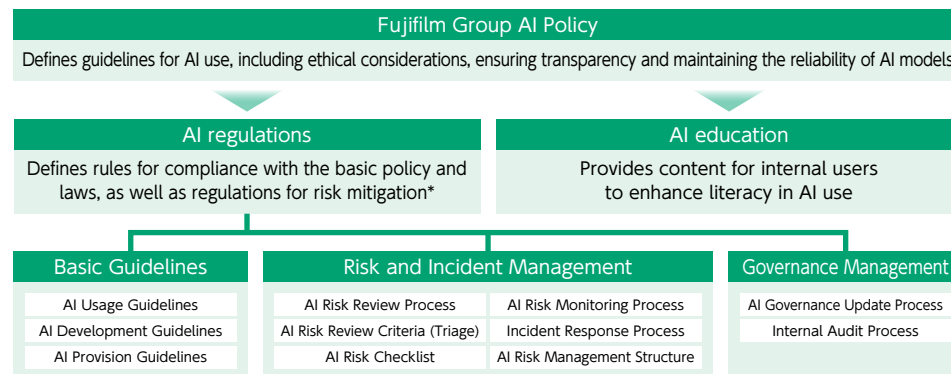 Fujifilm Group AI Policy
Defines guidelines for AI use, including ethical considerations, ensuring transparency and maintaining the reliability of AI models
AI regulations
Defines rules for compliance with the basic policy and
laws, as well as regulations for risk mitigation*
AI education
Provides content for internal users
to enhance literacy in AI use
Basic Guidelines
AI Usage Guidelines
AI Development Guidelines
AI Provision Guidelines
Risk and Incident Management
AI Risk Review Process
AI Risk Monitoring Process
AI Risk Review Criteria (Triage)
Incident Response Process
AI Risk Checklist
AI Risk Management Structure
Governance Management
AI Governance Update Process
Internal Audit Process